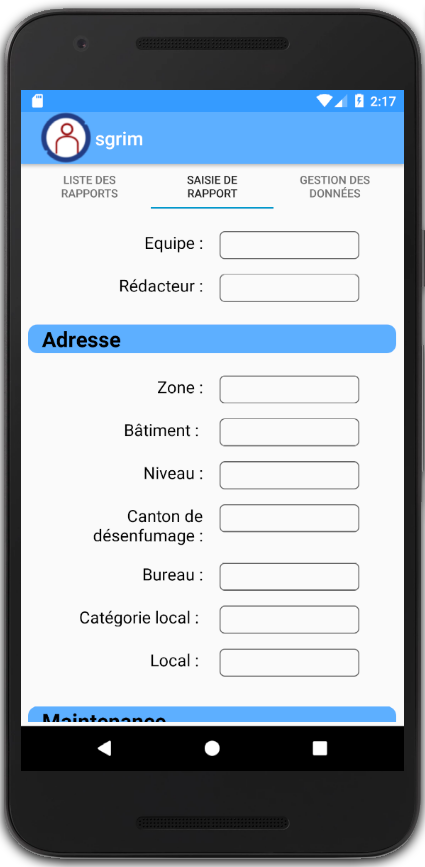 2:17
sgrim
LISTE DES
RAPPORTS
SAISIE DE
RAPPORT
GESTION DES
DONNÉES
Equipe :
Rédacteur :
Adresse
Zone :
Bâtiment :
Niveau :
Canton de
désenfumage :
Bureau :
Catégorie local :
Local :
Maintenance